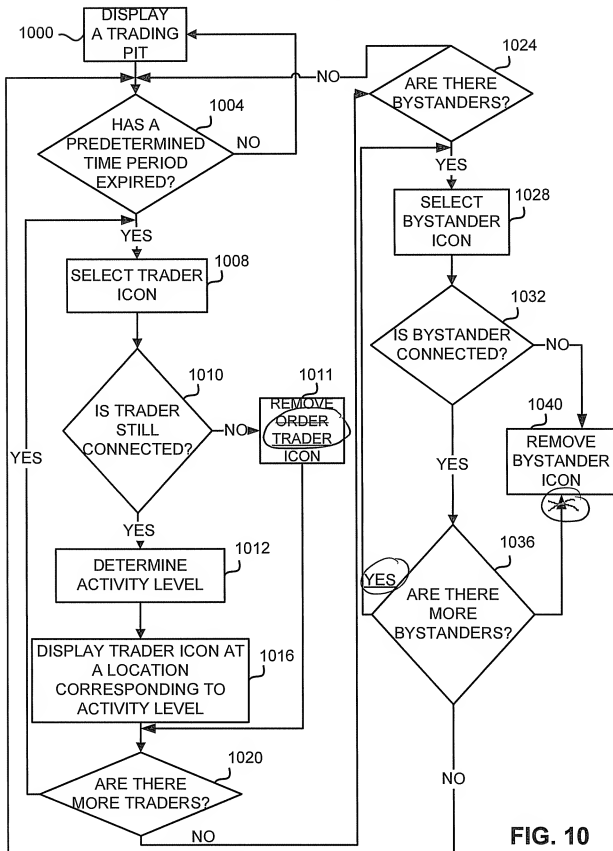 1000
DISPLAY
A TRADING
PIT
1004
HAS A
PREDETERMINED
TIME PERIOD
EXPIRED?
NO
YES
1008
SELECT TRADER
ICON
1010
IS TRADER
STILL
CONNECTED?
NO
YES
1011
REMOVE
ORDER
TRADER
ICON
YES
1012
DETERMINE
ACTIVITY LEVEL
1016
DISPLAY TRADER ICON AT
A LOCATION
CORRESPONDING TO
ACTIVITY LEVEL
1020
ARE THERE
MORE TRADERS?
NO
1024
ARE THERE
BYSTANDERS?
NO
YES
1028
SELECT
BYSTANDER
ICON
1032
IS BYSTANDER
CONNECTED?
NO
YES
1040
REMOVE
BYSTANDER
ICON
1036
ARE THERE
MORE
BYSTANDERS?
YES
NO
FIG. 10